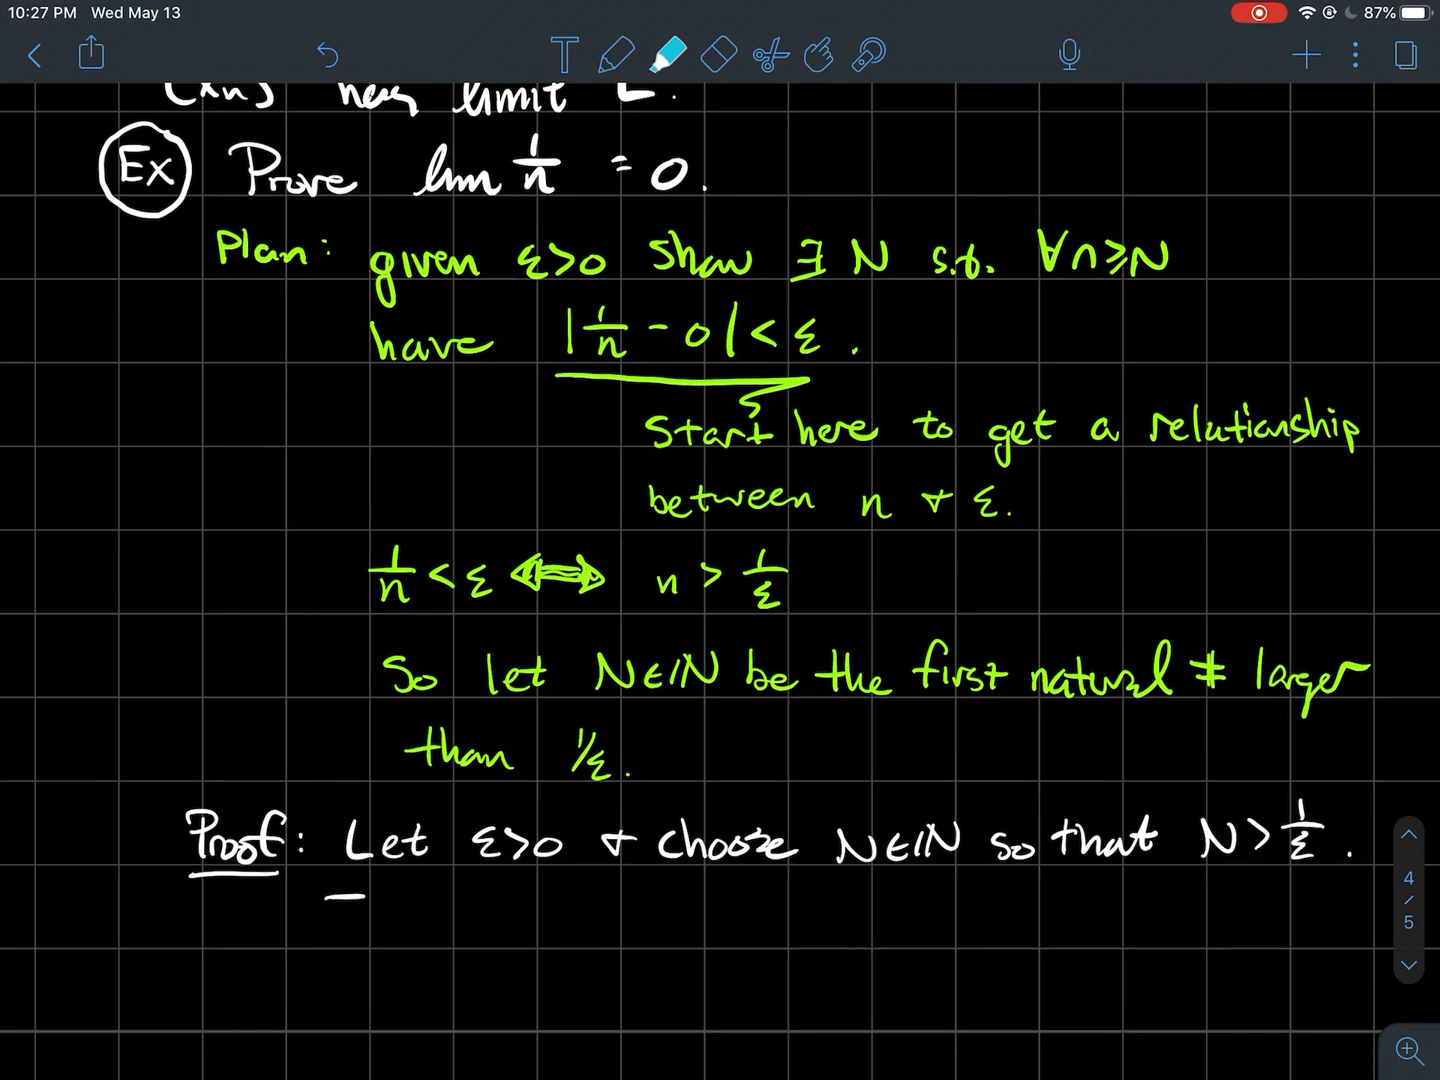 10:27 PM Wed May 13 87%
(xn) has limit L.
Ex Prove lim 1/n = 0.
Plan: given ε>0 show ∃ N s.t. ∀n≥N
have |1/n - 0| < ε.
Start here to get a relationship
between n & ε.
1/n < ε ⟺ n > 1/ε
So let N∈ℕ be the first natural # larger
than 1/ε.
Proof: Let ε>0 & choose N∈ℕ so that N > 1/ε.
4
/
5